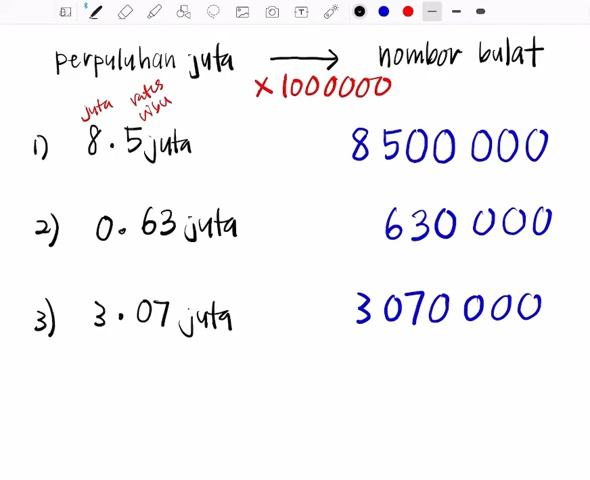 perpuluhan juta → nombor bulat
×1000000
juta ratus ribu
1) 8.5 juta 8 500 000
2) 0.63 juta 630 000
3) 3.07 juta 3 070 000